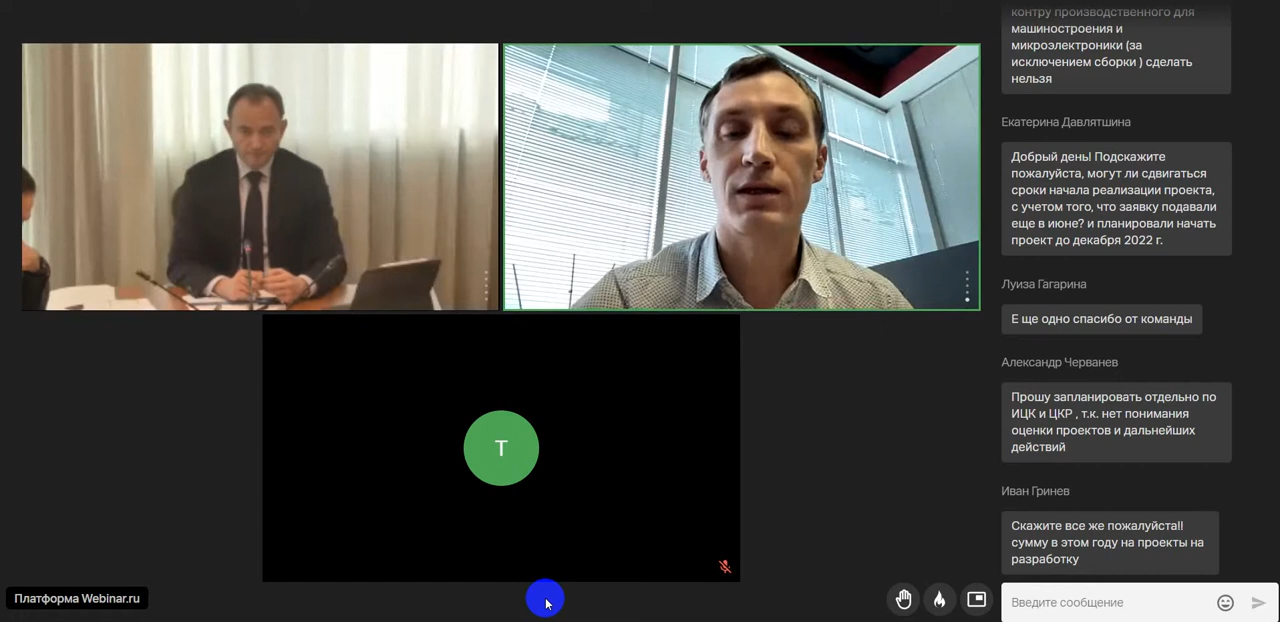 контру производственного для
машиностроения и
микроэлектроники (за
исключением сборки ) сделать
нельзя
Екатерина Давлятшина
Добрый день! Подскажите
пожалуйста, могут ли сдвигаться
сроки начала реализации проекта,
с учетом того, что заявку подавали
еще в июне? и планировали начать
проект до декабря 2022 г.
Луиза Гагарина
Е ще одно спасибо от команды
Александр Черванев
Прошу запланировать отдельно по
ИЦК и ЦКР , т.к. нет понимания
оценки проектов и дальнейших
действий
Иван Гринев
Скажите все же пожалуйста!!
сумму в этом году на проекты на
разработку
T
Платформа Webinar.ru
Введите сообщение